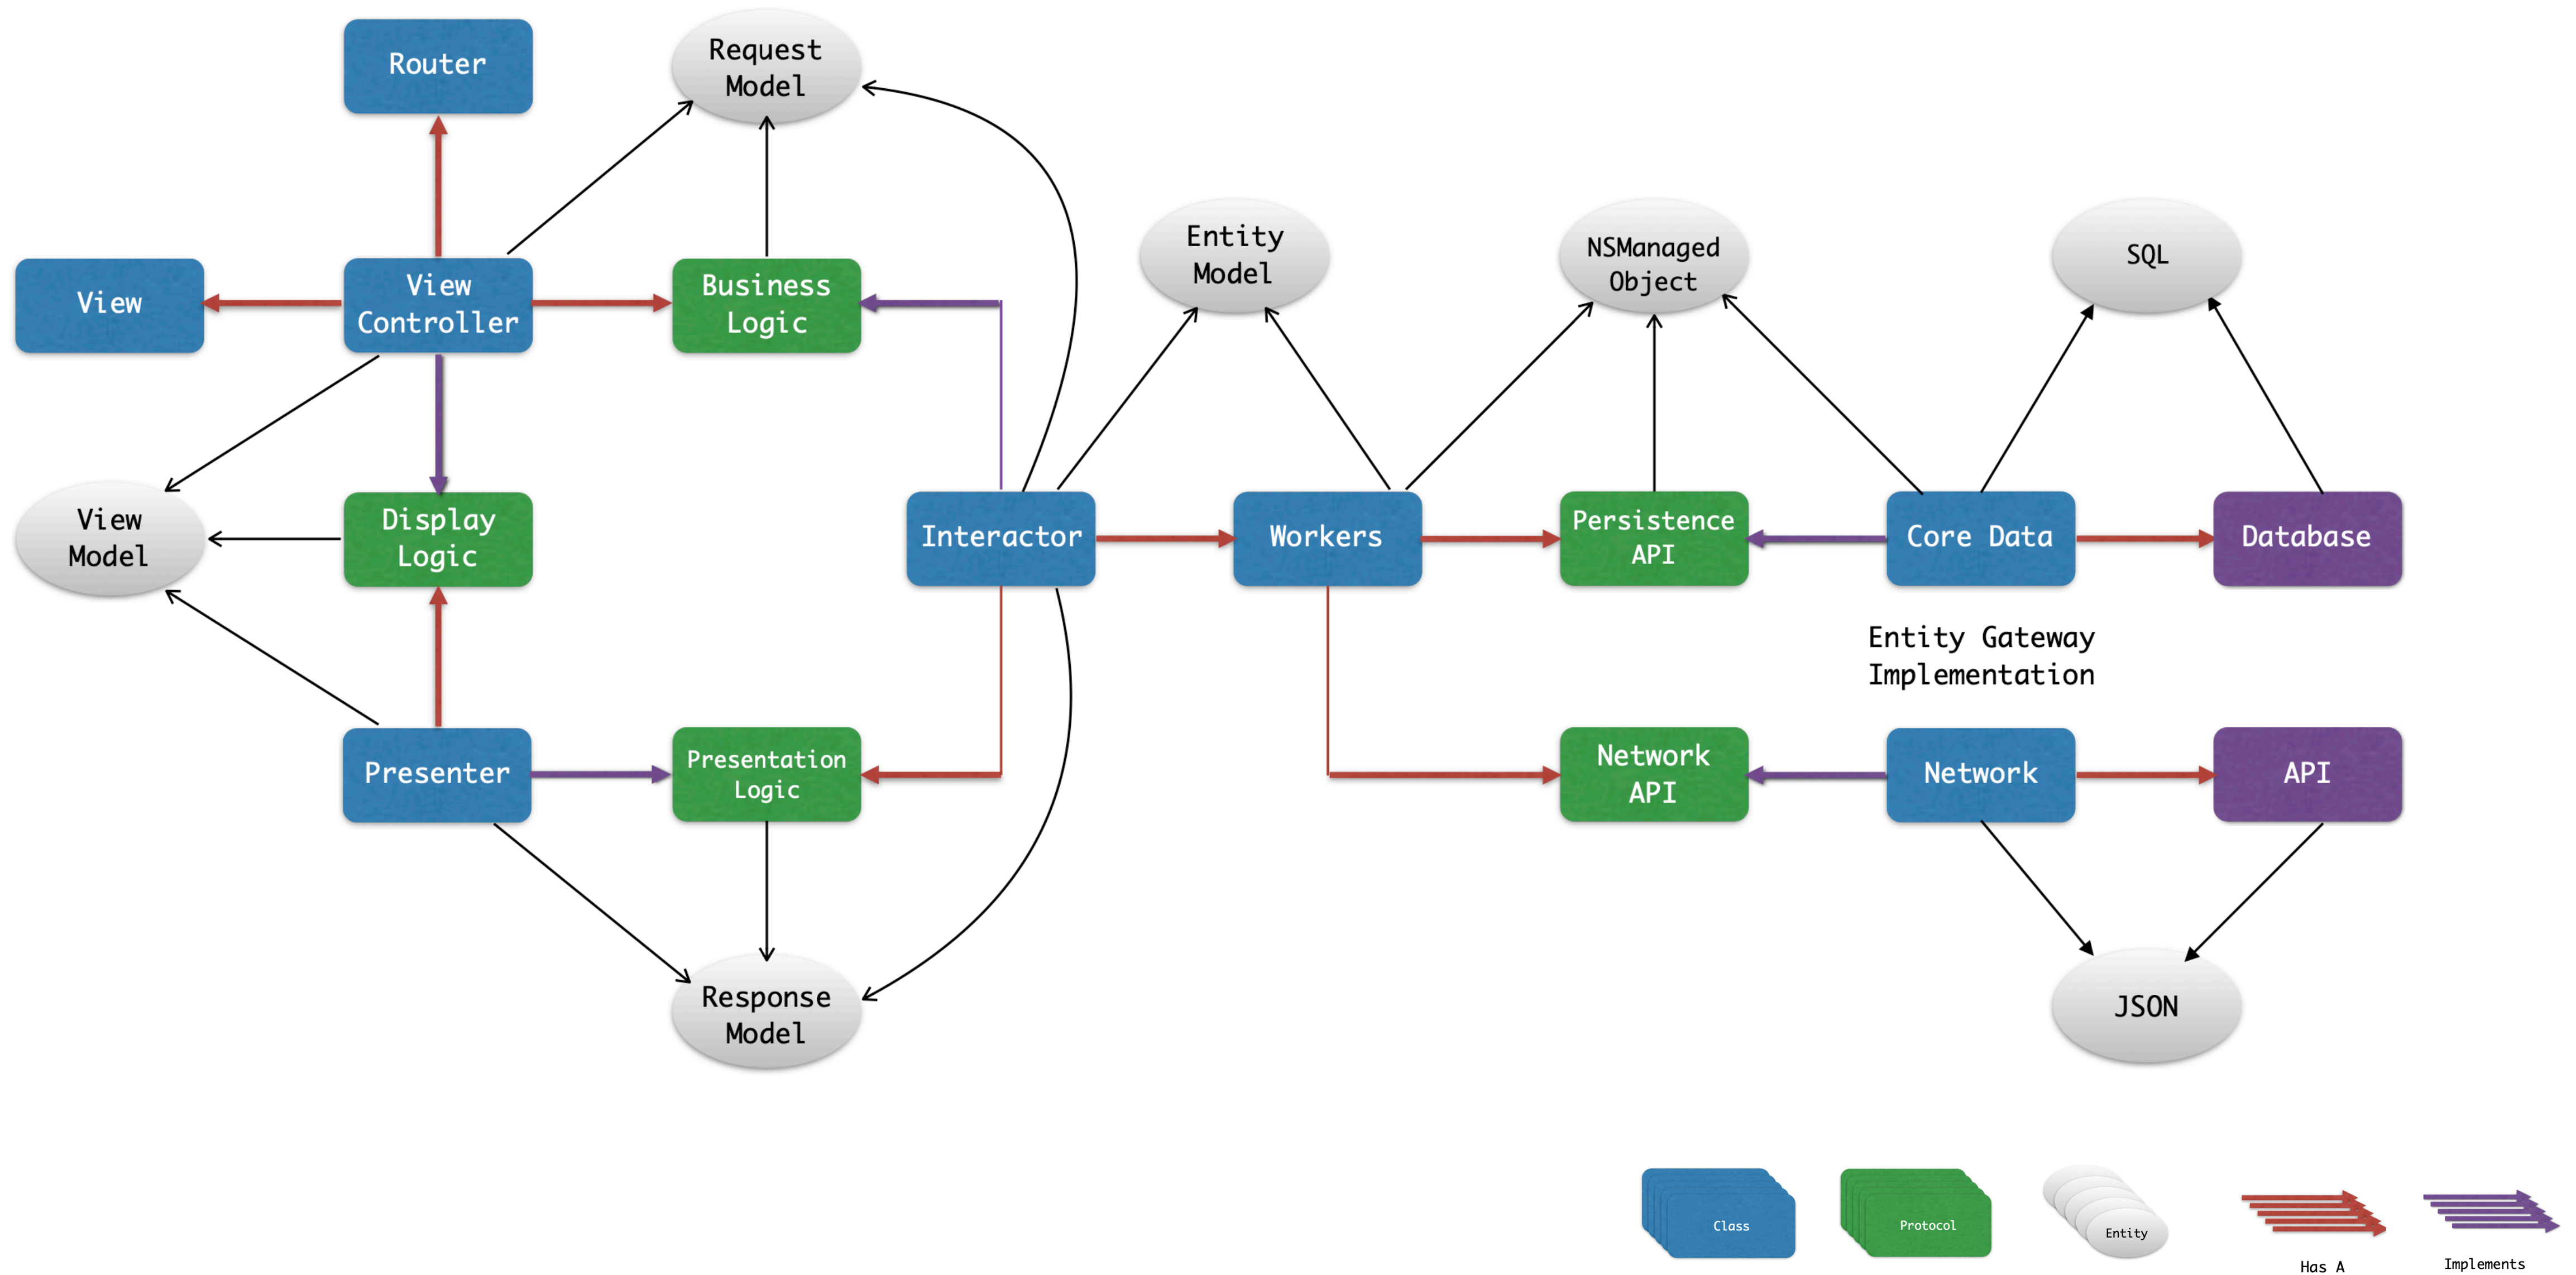 Router
Request
Model
View
View
Controller
Business
Logic
Entity
Model
NSManaged
Object
SQL
View
Model
Display
Logic
Interactor
Workers
Persistence
API
Core Data
Database
Entity Gateway
Implementation
Presenter
Presentation
Logic
Network
API
Network
API
Response
Model
JSON
Class
Protocol
Entity
Has A
Implements